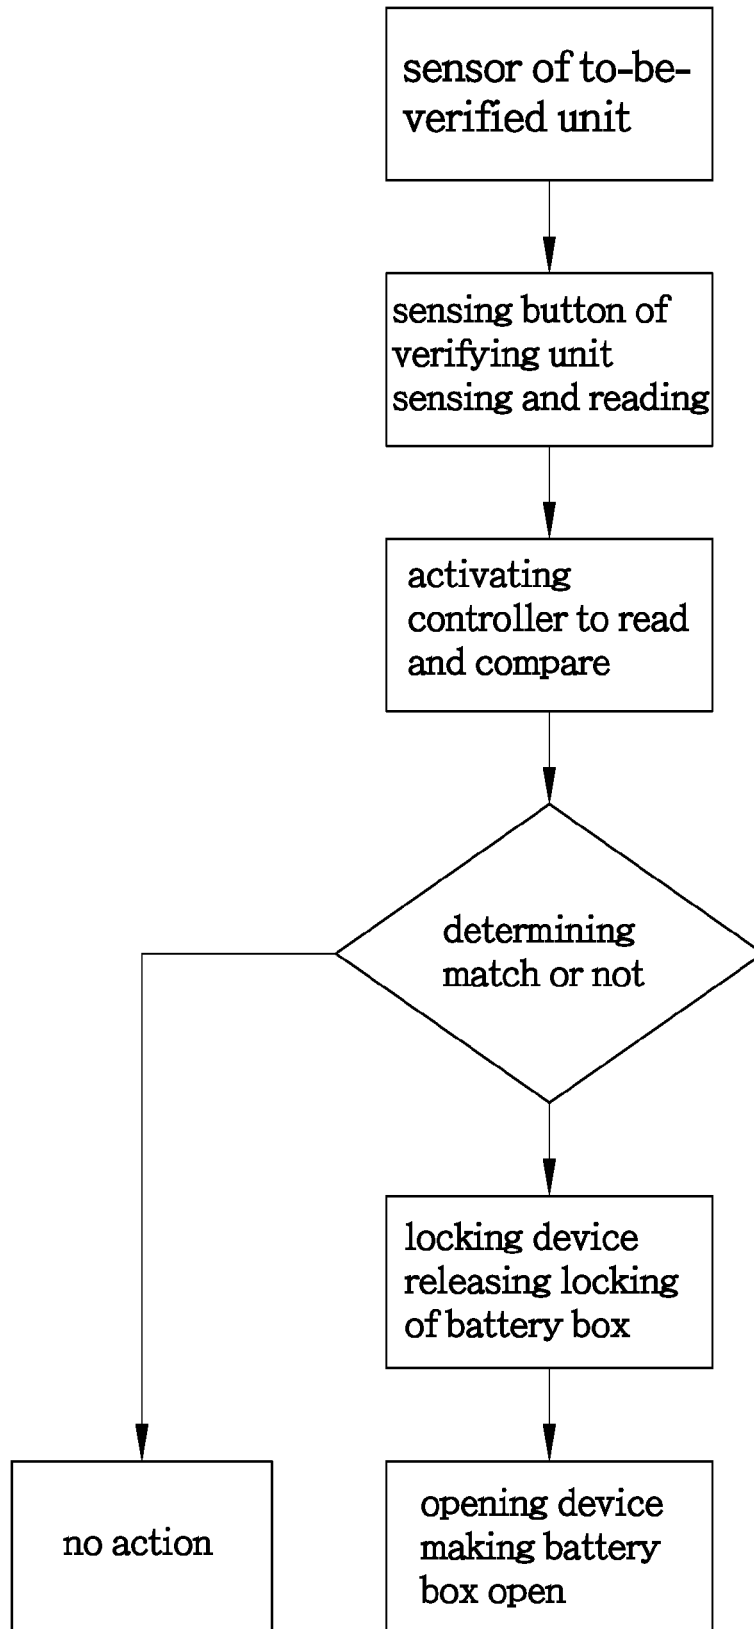 sensor of to-be-
verified unit
sensing button of
verifying unit
sensing and reading
activating
controller to read
and compare
determining
match or not
locking device
releasing locking
of battery box
no action
opening device
making battery
box open